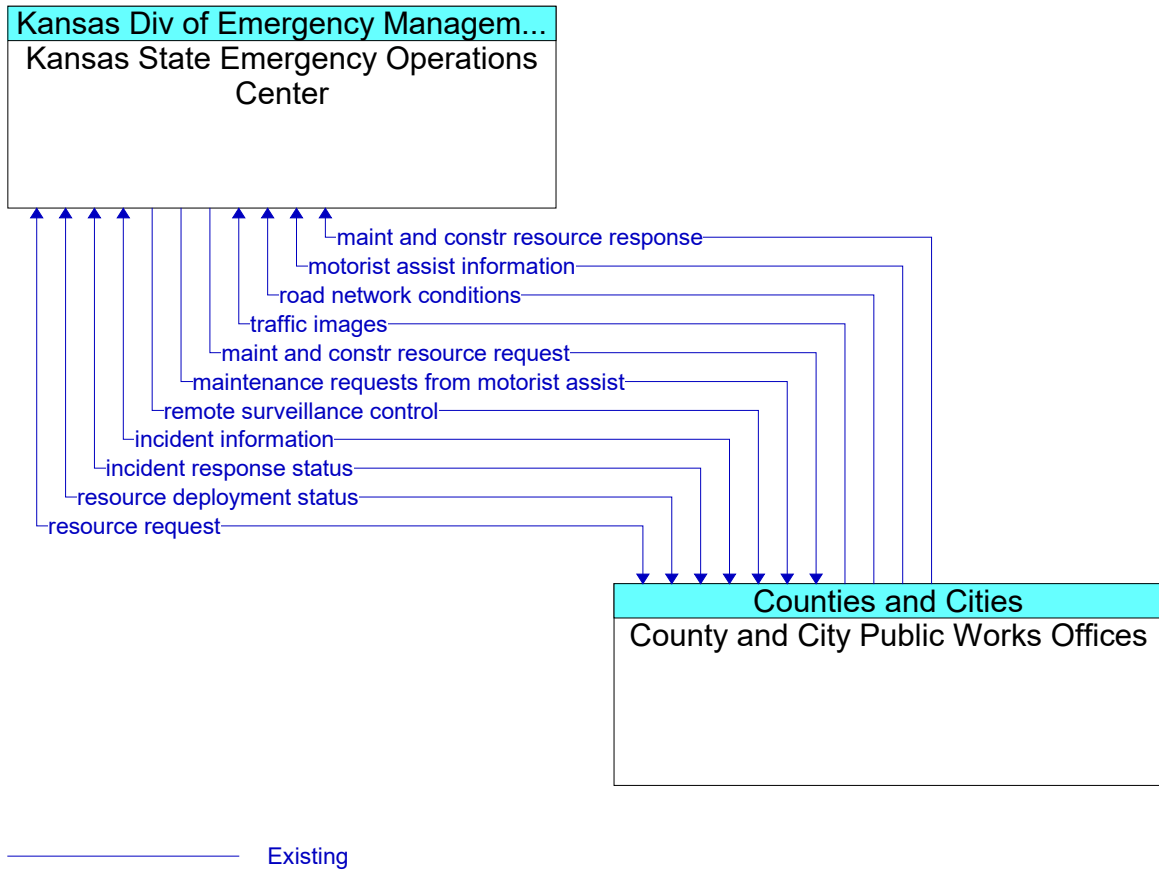 Kansas Div of Emergency Managem...
Kansas State Emergency Operations
Center
maint and constr resource response
motorist assist information
road network conditions
traffic images
maint and constr resource request
maintenance requests from motorist assist
remote surveillance control
incident information
incident response status
resource deployment status
resource request
Counties and Cities
County and City Public Works Offices
Existing